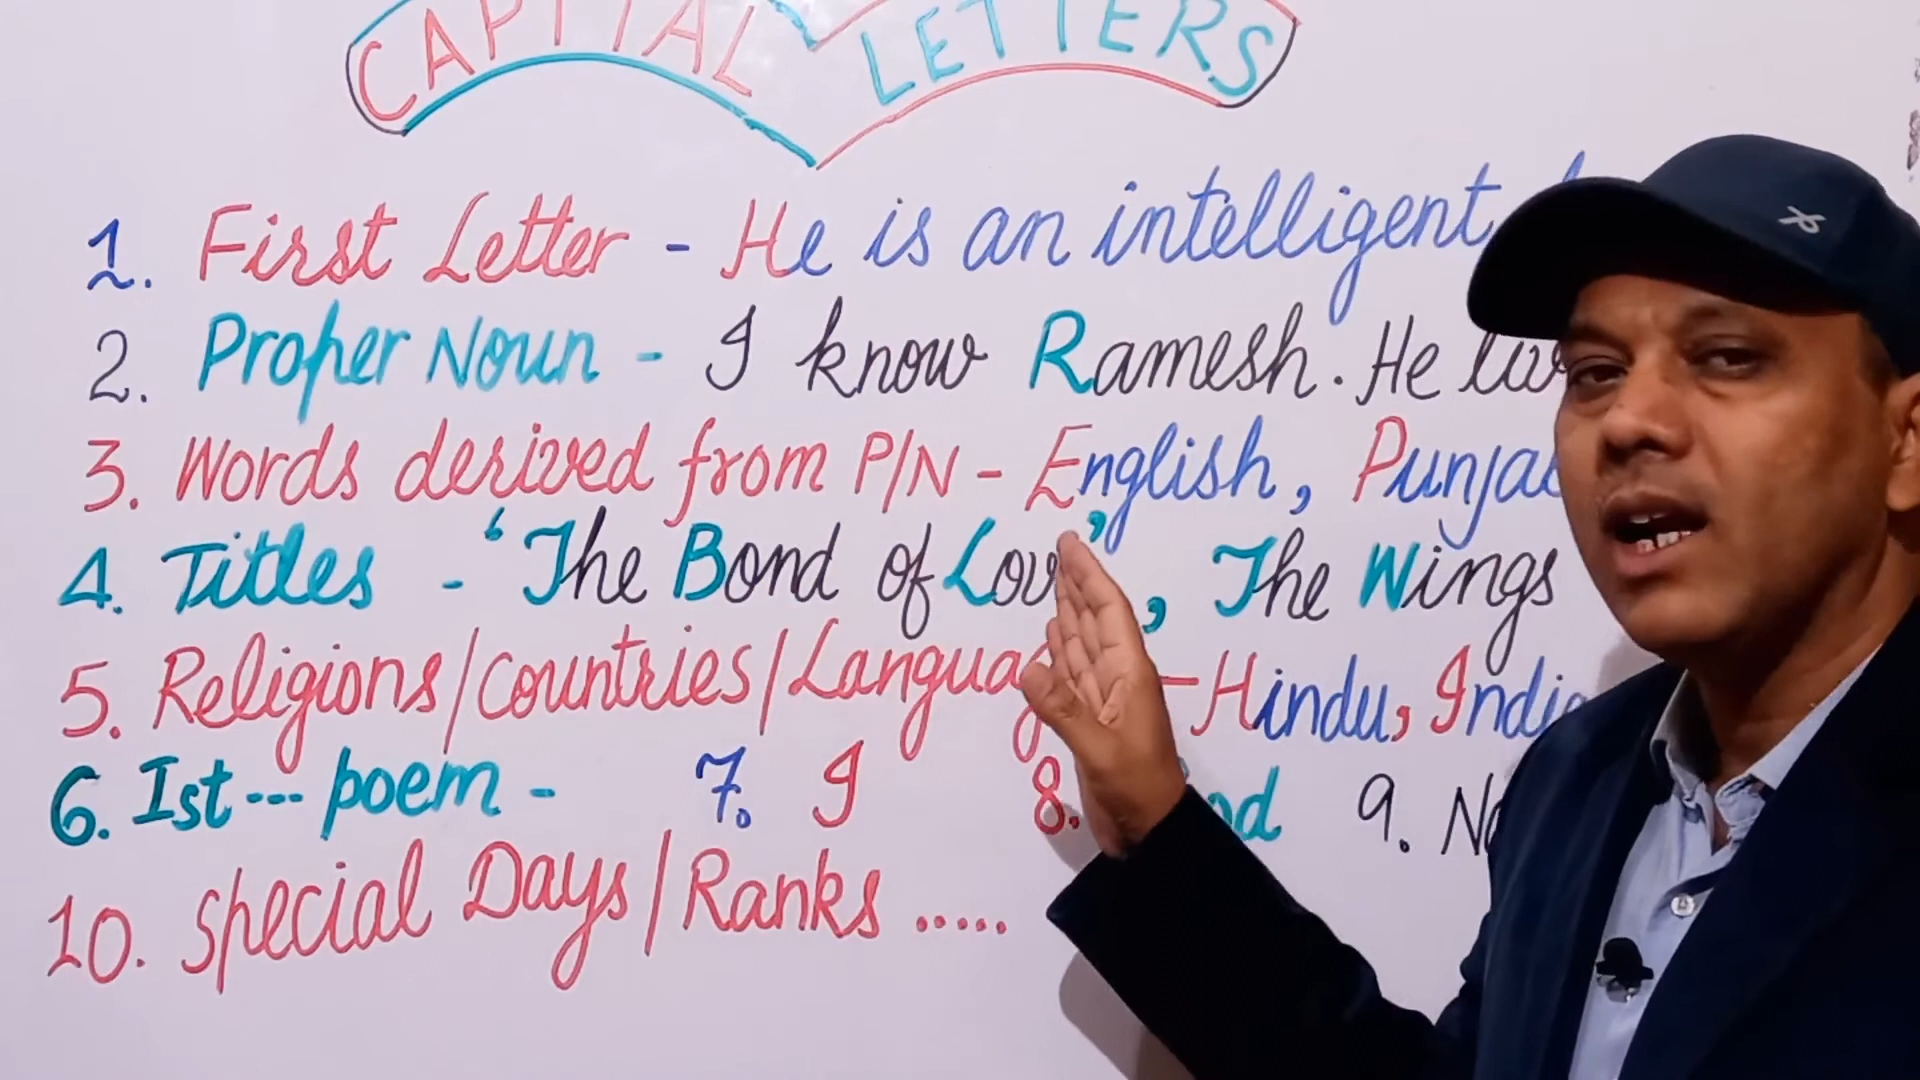 CAPITAL LETTERS
1. First Letter - He is an intelligent
2. Proper Noun - I know Ramesh. He
3. Words derived from P/N - English,
4. Titles - 'The Bond of Love', The Wings
5. Religions/Countries/ - Hindu,
6. Ist --- poem - 7. I 8. 9.
10. Special Days/Ranks .....